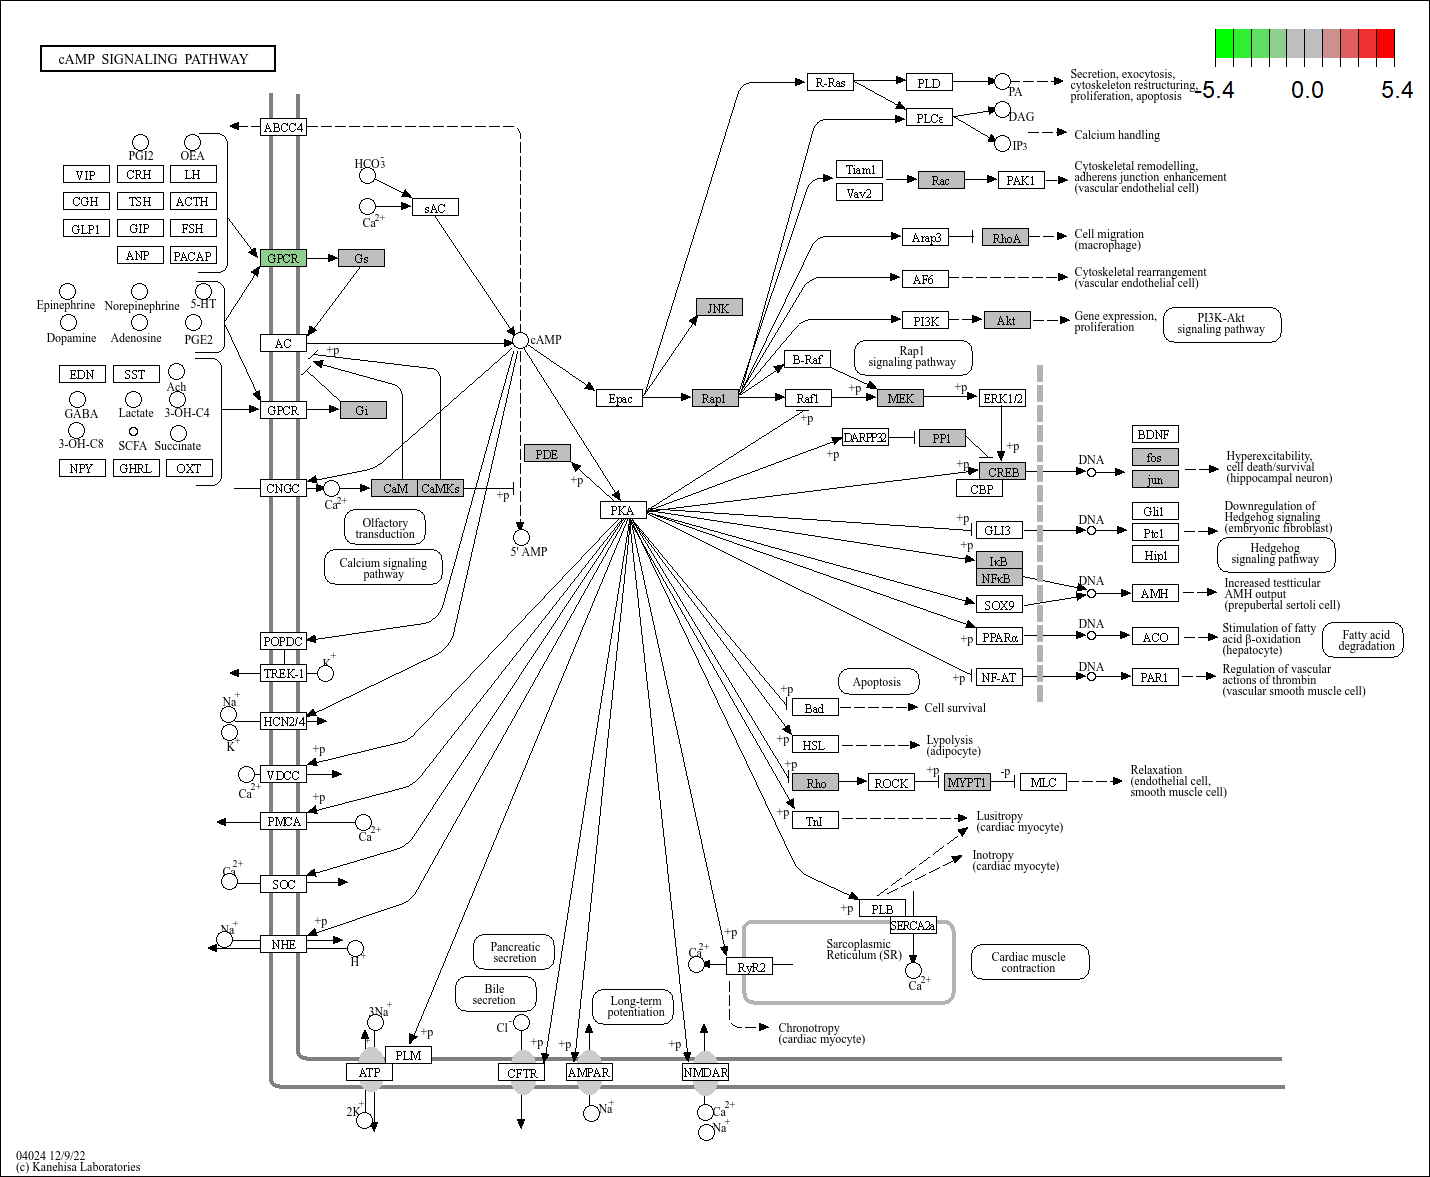 cAMP SIGNALING PATHWAY
-5.4 0.0 5.4
ABCC4
PGI2 OEA
VIP CRH LH
CGH TSH ACTH
GLP1 GIP FSH
ANP PACAP
HCO3-
Ca2+
sAC
GPCR Gs
Epinephrine Norepinephrine 5-HT
Dopamine Adenosine PGE2
AC
+p
cAMP
EDN SST Ach
GABA Lactate 3-OH-C4
3-OH-C8 SCFA Succinate
NPY GHRL OXT
GPCR Gi
CNGC
Ca2+
CaM CaMKs
+p
PDE
+p
5' AMP
Olfactory
transduction
Calcium signaling
pathway
R-Ras PLD PA
PLCε DAG
IP3
Secretion, exocytosis,
cytoskeleton restructuring,
proliferation, apoptosis
Calcium handling
Tiam1
Vav2
Rac PAK1
Cytoskeletal remodelling,
adherens junction enhancement
(vascular endothelial cell)
Arap3 RhoA
Cell migration
(macrophage)
AF6
Cytoskeletal rearrangement
(vascular endothelial cell)
JNK
PI3K Akt
Gene expression,
proliferation
PI3K-Akt
signaling pathway
B-Raf
Rap1
signaling pathway
Epac Rap1 Raf1 +p MEK +p ERK1/2
+p
DARPP32 PP1
+p
+p
+p
CREB
CBP
DNA
BDNF
fos
jun
Hyperexcitability,
cell death/survival
(hippocampal neuron)
PKA
+p
GLI3
DNA
Gli1
Ptc1
Hip1
Downregulation of
Hedgehog signaling
(embryonic fibroblast)
Hedgehog
signaling pathway
+p
IκB
NFκB
SOX9
DNA
AMH
Increased testticular
AMH output
(prepubertal sertoli cell)
+p
PPARα
DNA
ACO
Stimulation of fatty
acid β-oxidation
(hepatocyte)
Fatty acid
degradation
+p
NF-AT
DNA
PAR1
Regulation of vascular
actions of thrombin
(vascular smooth muscle cell)
POPDC
TREK-1
K+
Na+
K+
HCN2/4
+p
VDCC
Ca2+
+p
PMCA
Ca2+
Ca2+
SOC
+p
Na+
NHE
H+
Apoptosis
+p
Bad
Cell survival
+p
HSL
Lypolysis
(adipocyte)
+p
Rho ROCK +p MYPT1 -p MLC
Relaxation
(endothelial cell,
smooth muscle cell)
+p
TnI
Lusitropy
(cardiac myocyte)
Inotropy
(cardiac myocyte)
+p
PLB
SERCA2a
Sarcoplasmic
Reticulum (SR)
Ca2+
Cardiac muscle
contraction
+p
Ca2+
RyR2
Chronotropy
(cardiac myocyte)
Pancreatic
secretion
Bile
secretion
Long-term
potentiation
3Na+
+p
PLM
ATP
2K+
Cl-
+p
CFTR
+p
AMPAR
Na+
+p
NMDAR
Ca2+
Na+
04024 12/9/22
(c) Kanehisa Laboratories